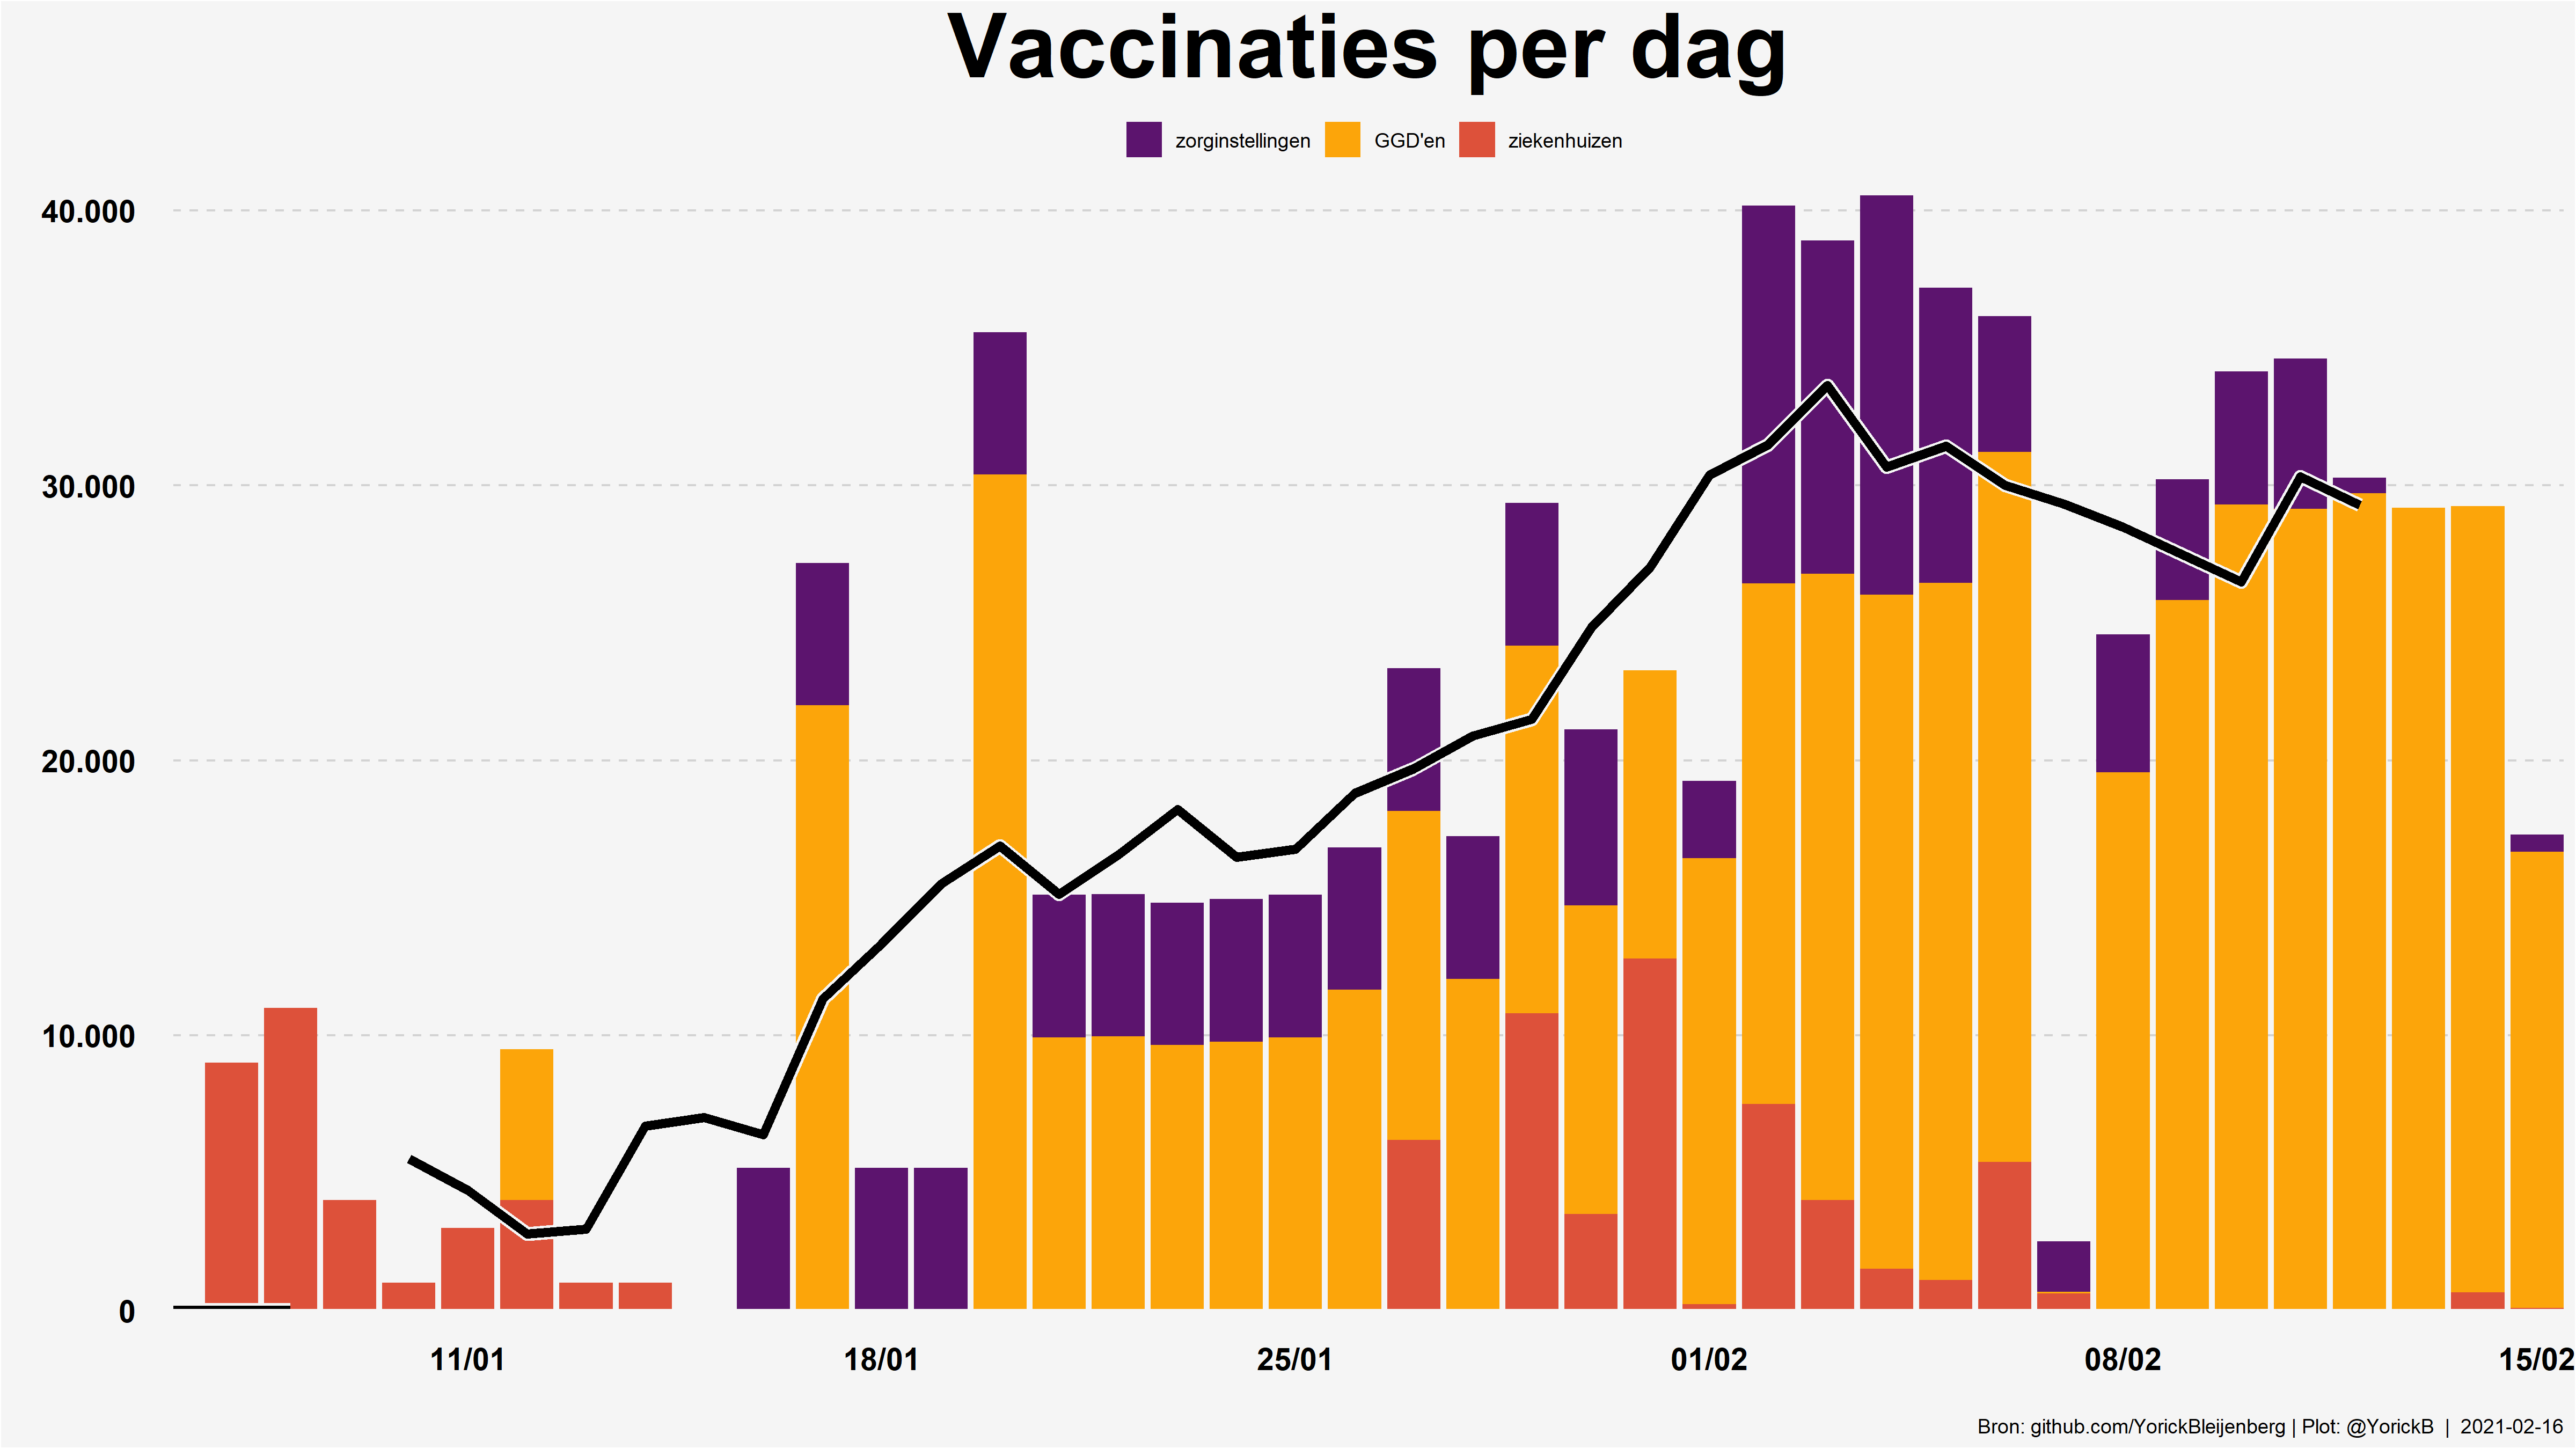 Vaccinaties per dag
zorginstellingen GGD'en ziekenhuizen
40.000
30.000
20.000
10.000
0
11/01 18/01 25/01 01/02 08/02 15/02
Bron: github.com/YorickBleijenberg | Plot: @YorickB | 2021-02-16